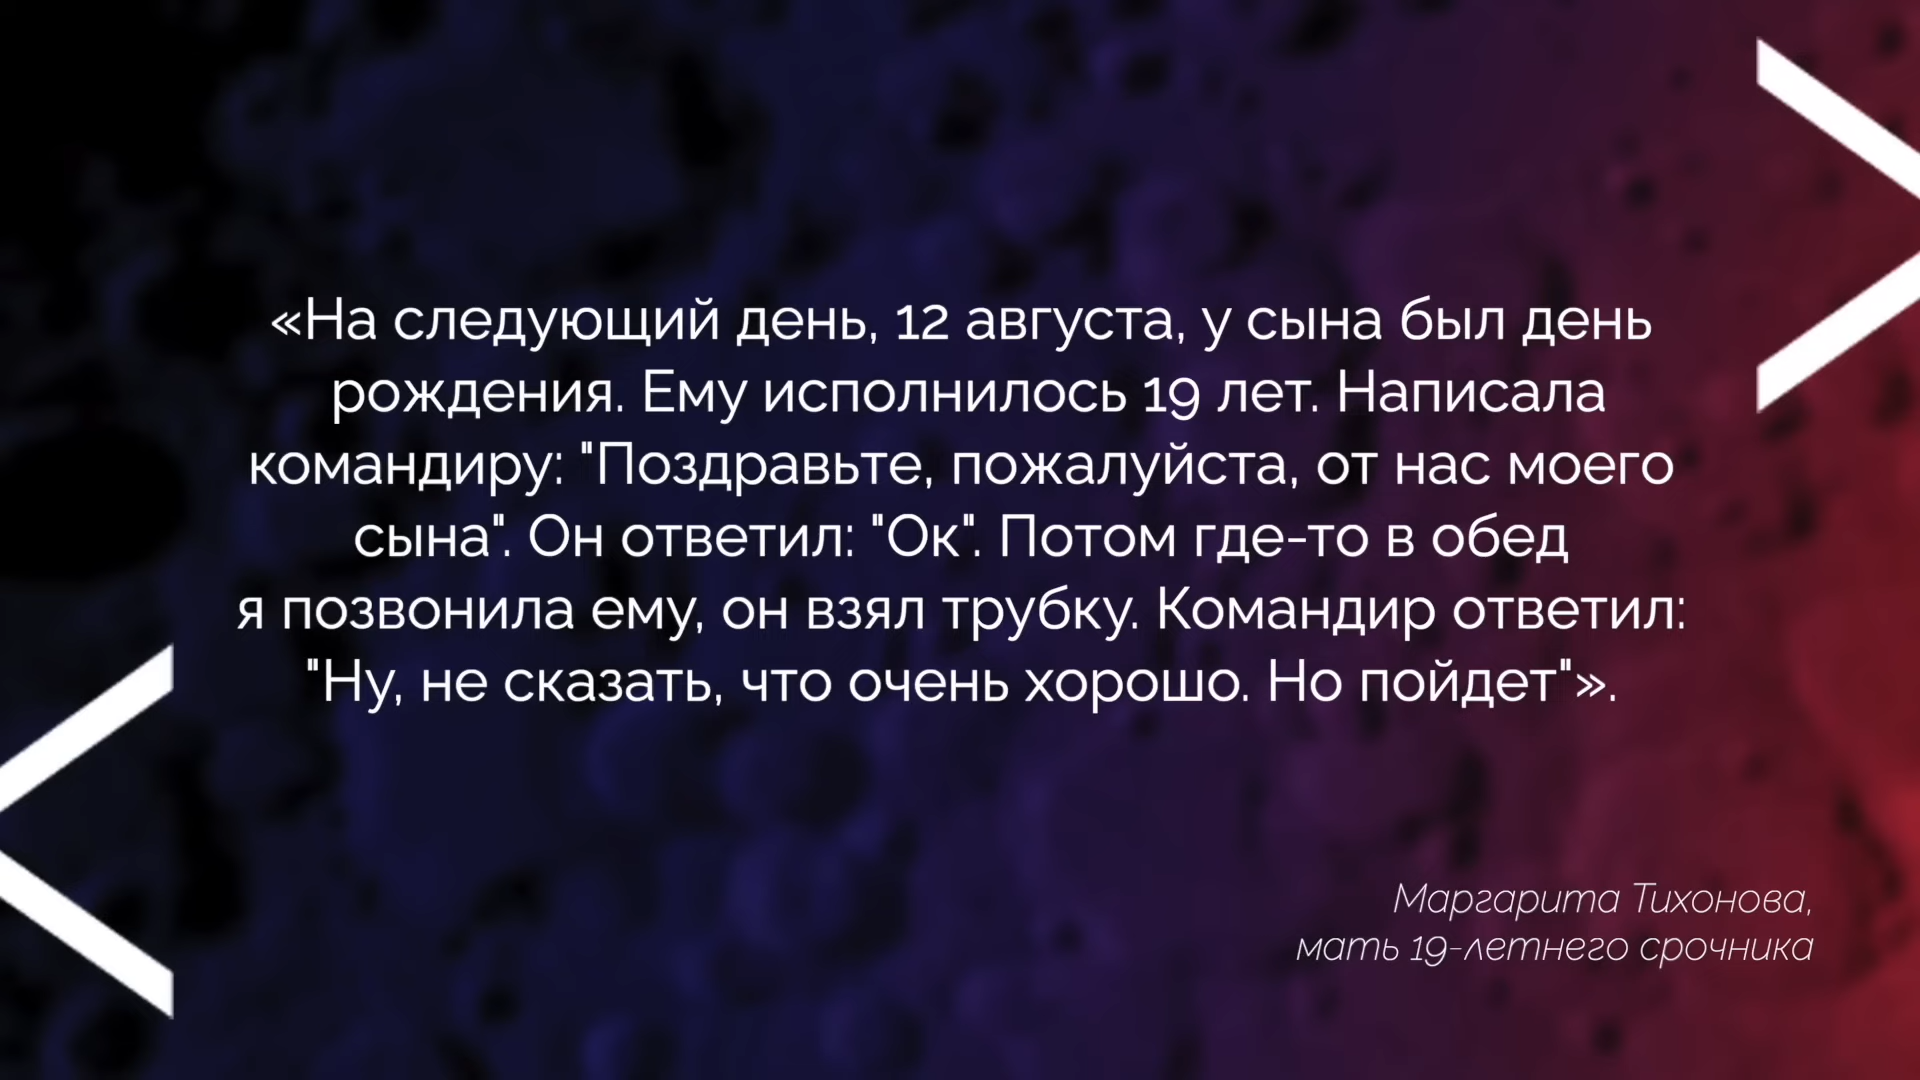 «На следующий день, 12 августа, у сына был день
рождения. Ему исполнилось 19 лет. Написала
командиру: "Поздравьте, пожалуйста, от нас моего
сына". Он ответил: "Ок". Потом где-то в обед
я позвонила ему, он взял трубку. Командир ответил:
"Ну, не сказать, что очень хорошо. Но пойдет"».
Маргарита Тихонова,
мать 19-летнего срочника